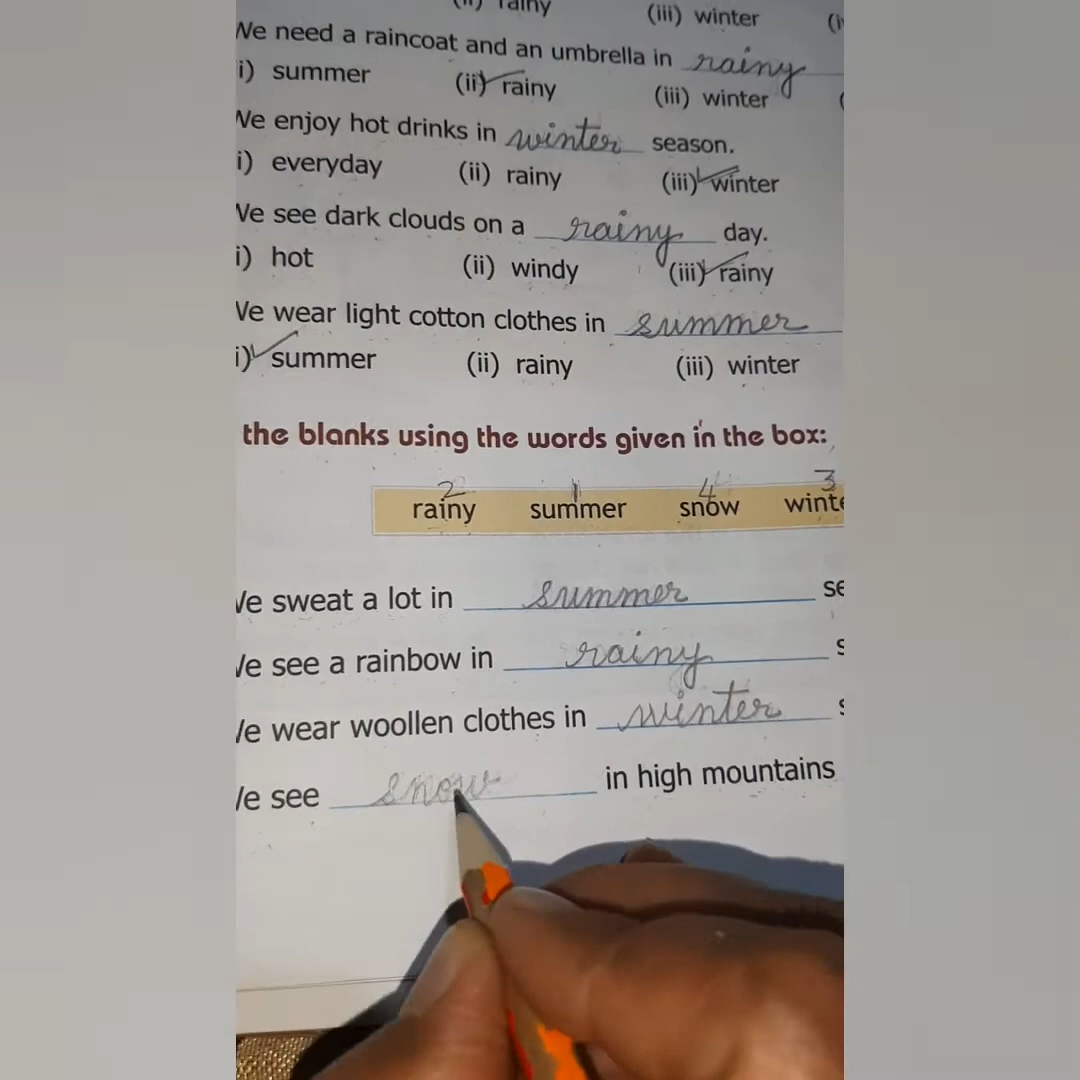 (ii) rainy (iii) winter
We need a raincoat and an umbrella in rainy
i) summer (ii) rainy (iii) winter (
We enjoy hot drinks in winter season.
i) everyday (ii) rainy (iii) winter
We see dark clouds on a rainy day.
i) hot (ii) windy (iii) rainy
We wear light cotton clothes in summer
i) summer (ii) rainy (iii) winter
the blanks using the words given in the box:
2 1 4 3
rainy summer snow winte
We sweat a lot in summer se
We see a rainbow in rainy s
We wear woollen clothes in winter s
We see snow in high mountains